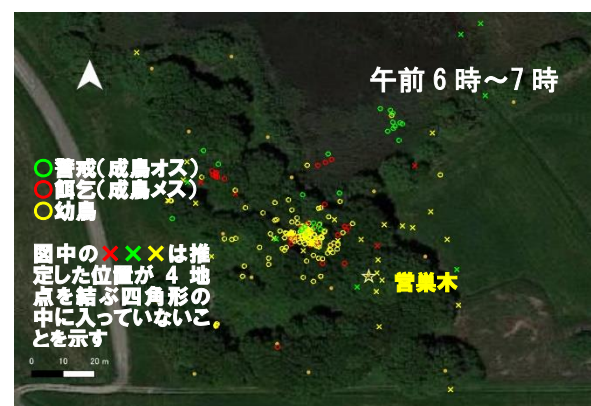 午前6時～7時
○警戒(成鳥オス)
○餌乞(成鳥メス)
○幼鳥
図中の×××は推
定した位置が 4 地
点を結ぶ四角形の
中に入っていないこ
とを示す
営巣木
0 10 20 m